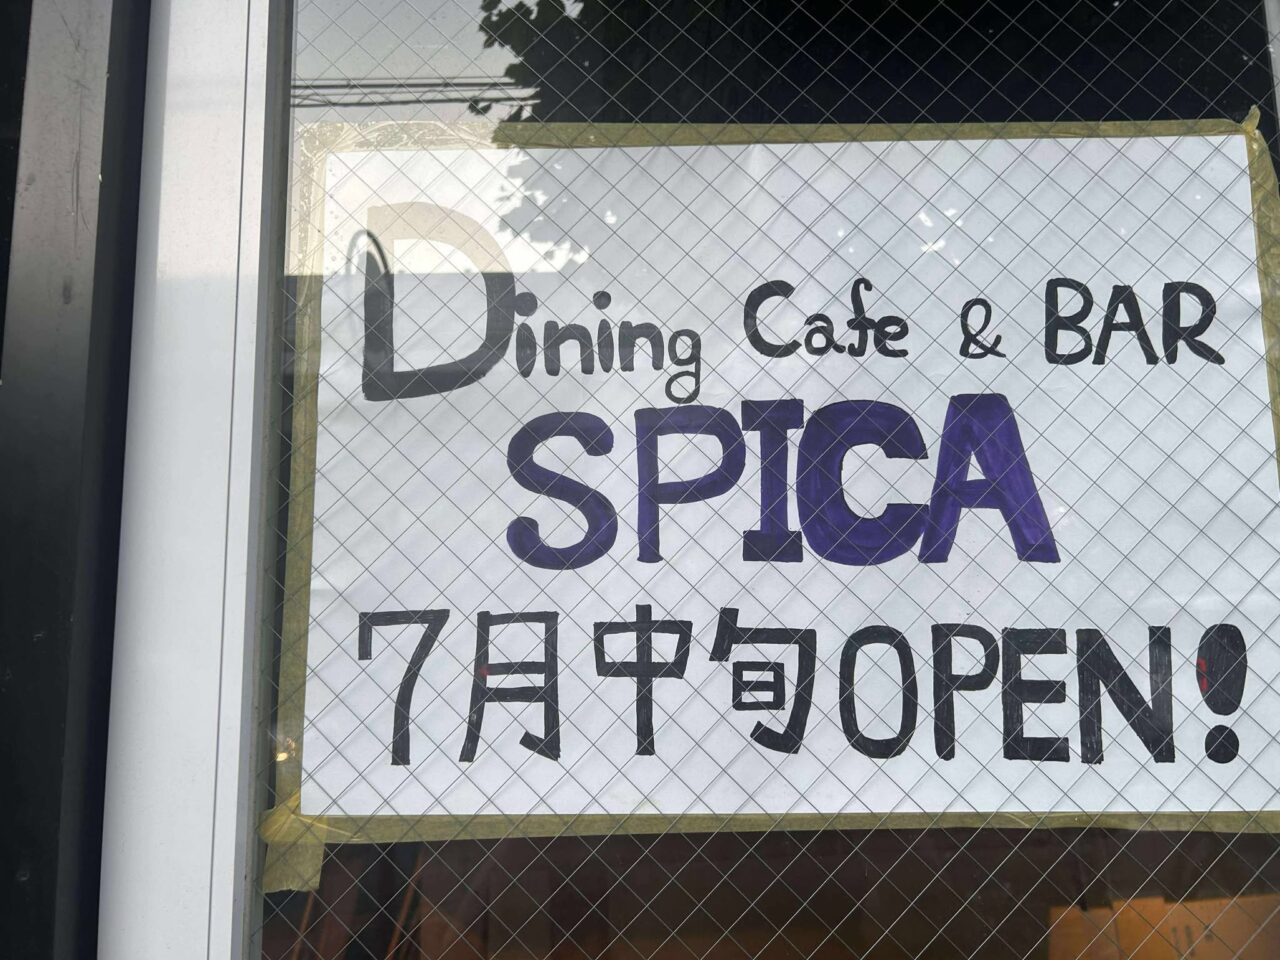 Dining Cafe & BAR
SPICA
7月中旬OPEN!